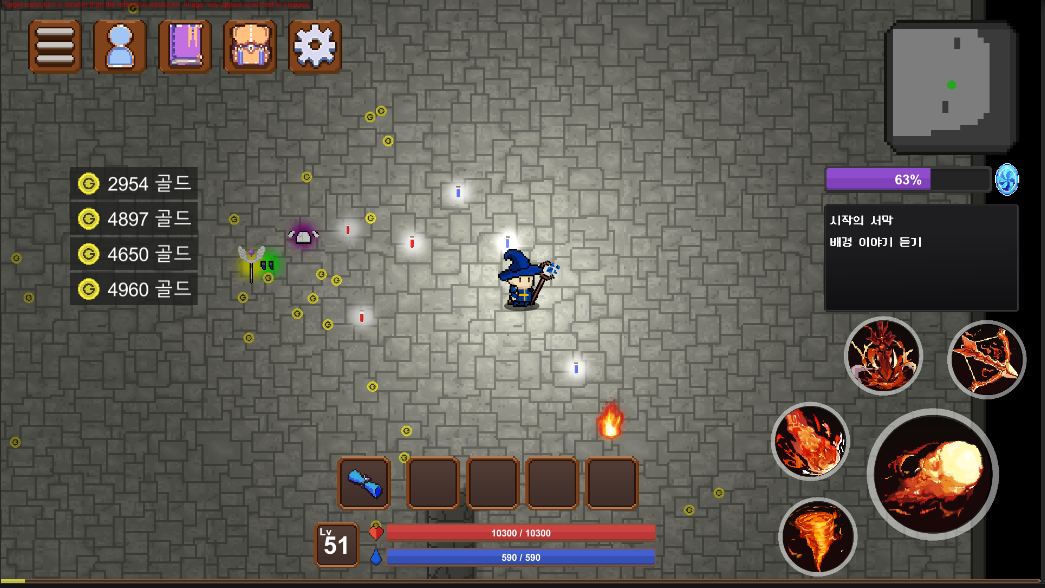 2954 골드
4897 골드
4650 골드
4960 골드
63%
시작의 서막
배경 이야기 듣기
Lv
51
10300 / 10300
590 / 590